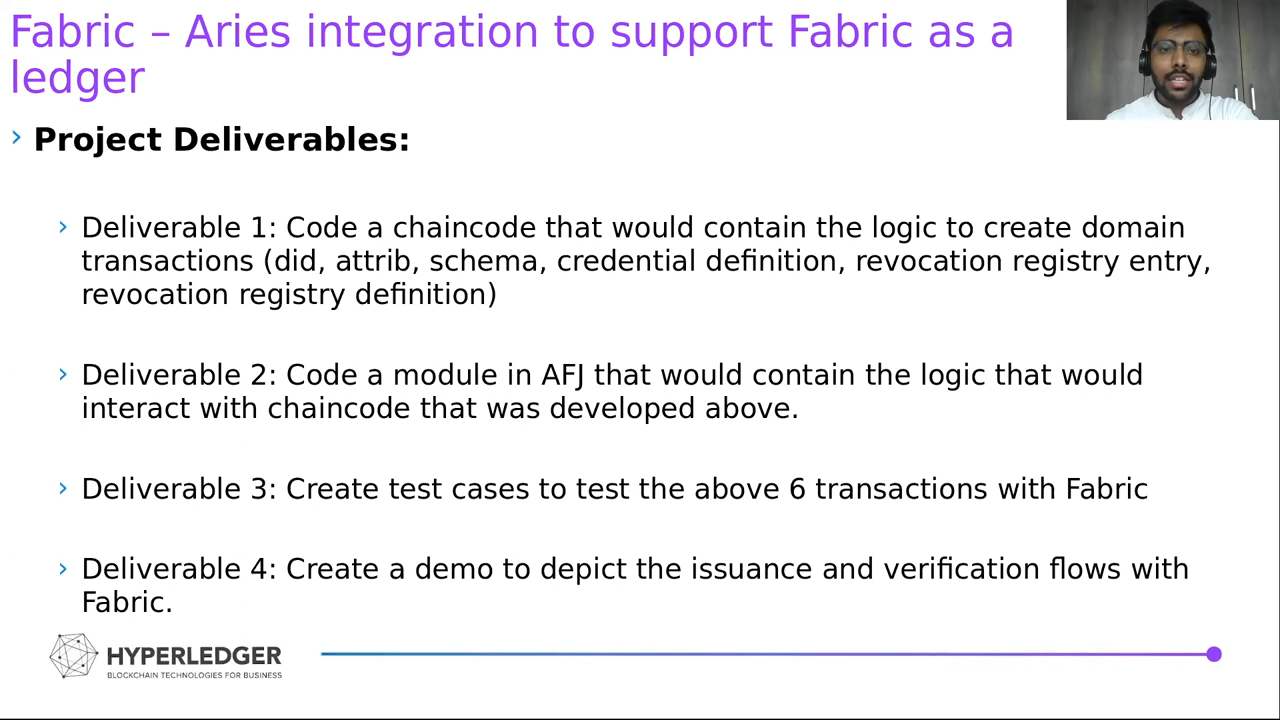 Fabric – Aries integration to support Fabric as a
ledger
› Project Deliverables:
› Deliverable 1: Code a chaincode that would contain the logic to create domain
transactions (did, attrib, schema, credential definition, revocation registry entry,
revocation registry definition)
› Deliverable 2: Code a module in AFJ that would contain the logic that would
interact with chaincode that was developed above.
› Deliverable 3: Create test cases to test the above 6 transactions with Fabric
› Deliverable 4: Create a demo to depict the issuance and verification flows with
Fabric.
HYPERLEDGER
BLOCKCHAIN TECHNOLOGIES FOR BUSINESS